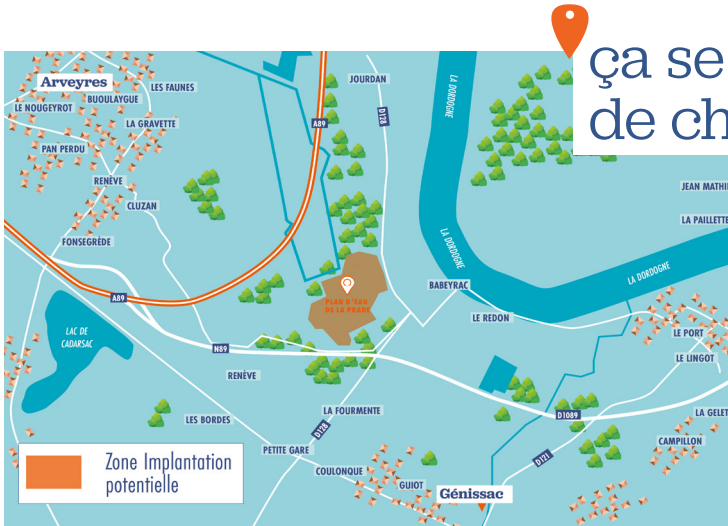 ça se
de ch
Arveyres
LES FAUNES
BUOULAYGUE
LE NOUGEYROT
LA GRAVETTE
PAN PERDU
RENÈVE
CLUZAN
FONSEGRÈDE
A89
JOURDAN
D128
A89
LA DORDOGNE
LA DORDOGNE
LA DORDOGNE
JEAN MATHI
LA PAILLETTE
PLAN D'EAU
DE LA PRADE
BABEYRAC
LE REDON
LE PORT
LE LINGOT
LAC DE
CADARSAC
N89
RENÈVE
LES BORDES
LA FOURMENTE
D128
PETITE GARE
COULONQUE
GUIOT
Génissac
D1089
D121
LA GELET
CAMPILLON
Zone Implantation
potentielle